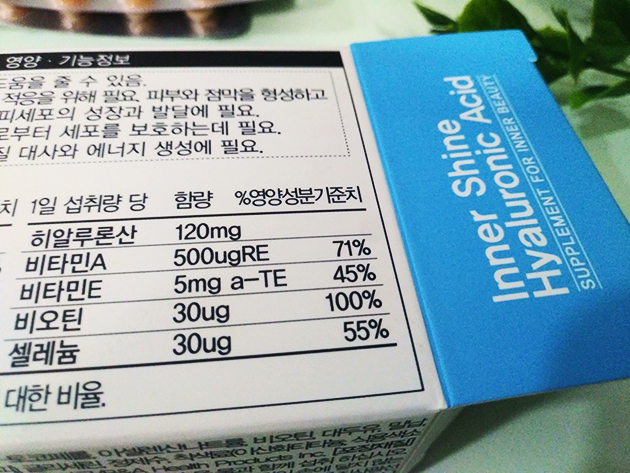 영양 · 기능정보
도움을 줄 수 있음.
적응을 위해 필요. 피부와 점막을 형성하고
피세포의 성장과 발달에 필요.
로부터 세포를 보호하는데 필요.
질 대사와 에너지 생성에 필요.
치 1일 섭취량 당 함량 %영양성분기준치
히알루론산 120mg
비타민A 500ugRE 71%
비타민E 5mg a-TE 45%
비오틴 30ug 100%
셀레늄 30ug 55%
대한 비율.
Inner Shine
Hyaluronic Acid
SUPPLEMENT FOR INNER BEAUTY